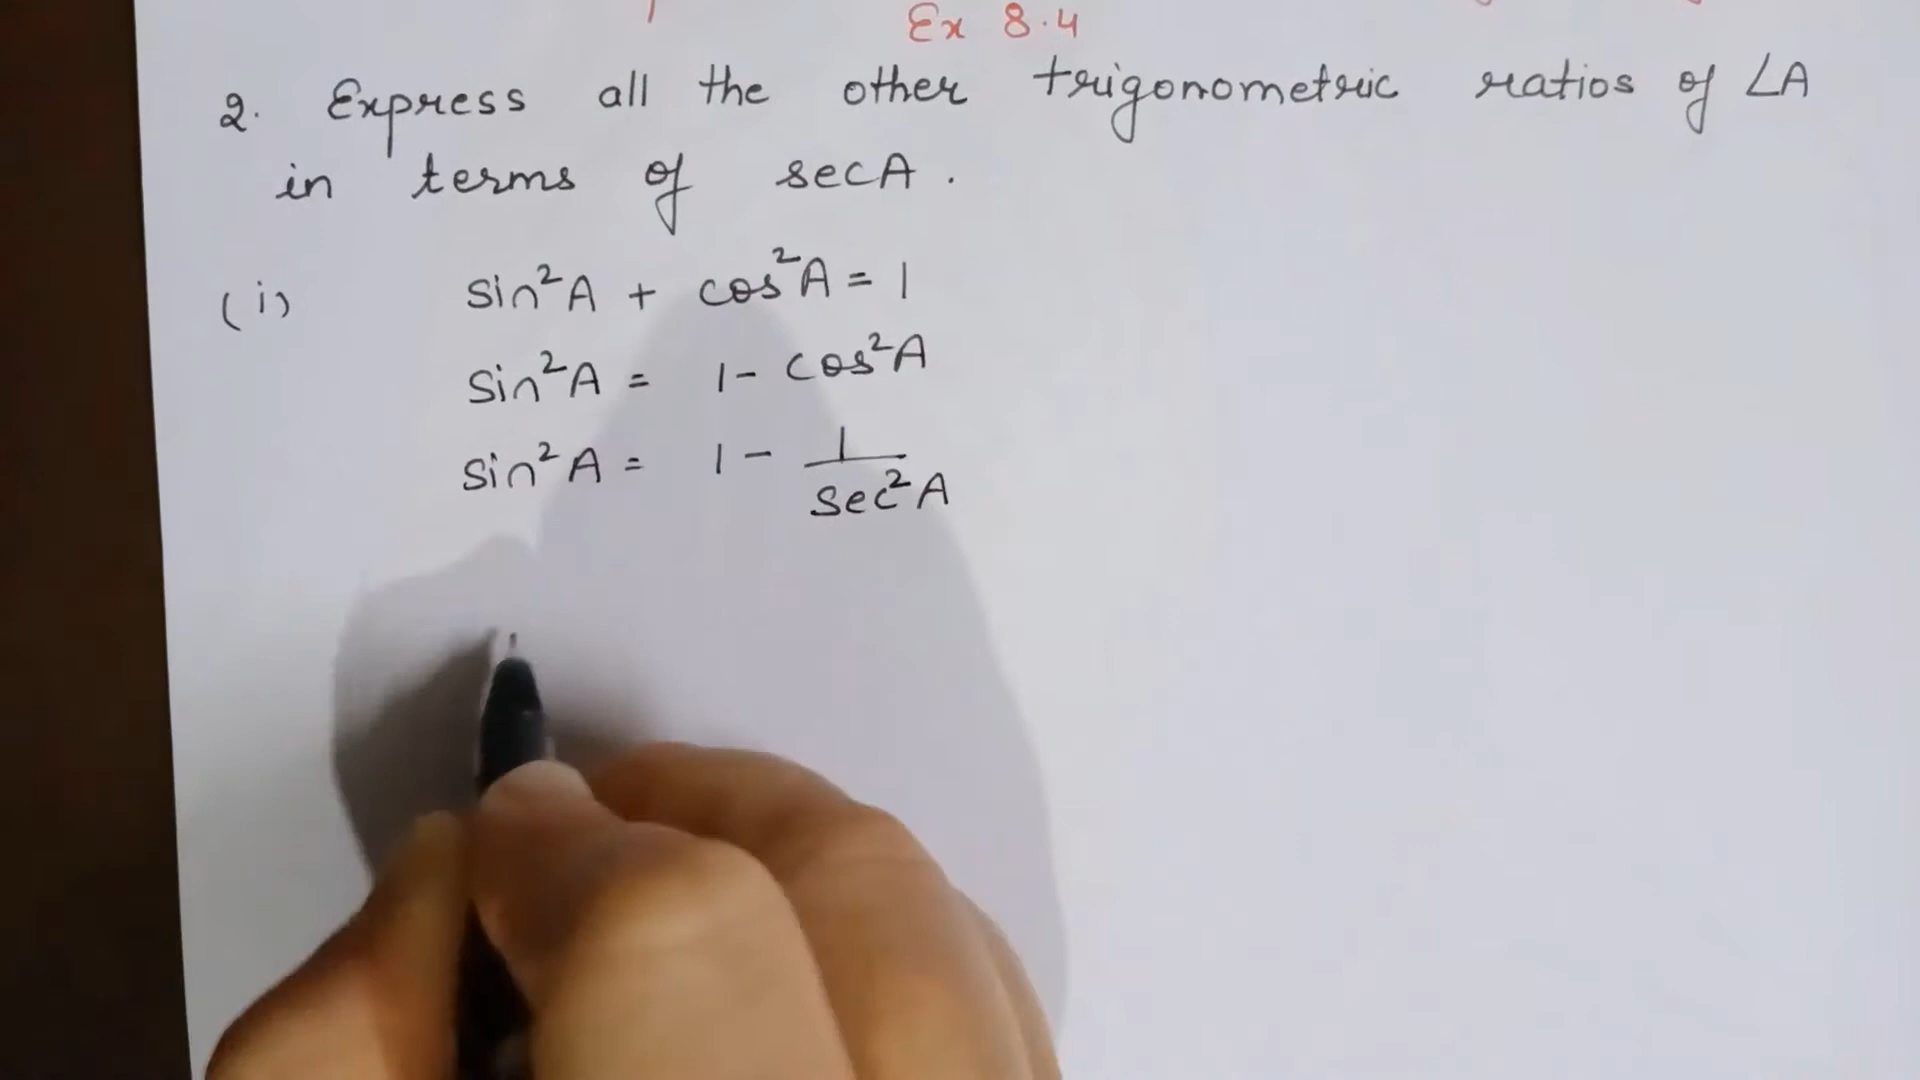 Ex 8.4
2. Express all the other trigonometric ratios of ∠A
in terms of secA.
(i) sin²A + cos²A = 1
sin²A = 1 - cos²A
sin²A = 1 - 1/sec²A